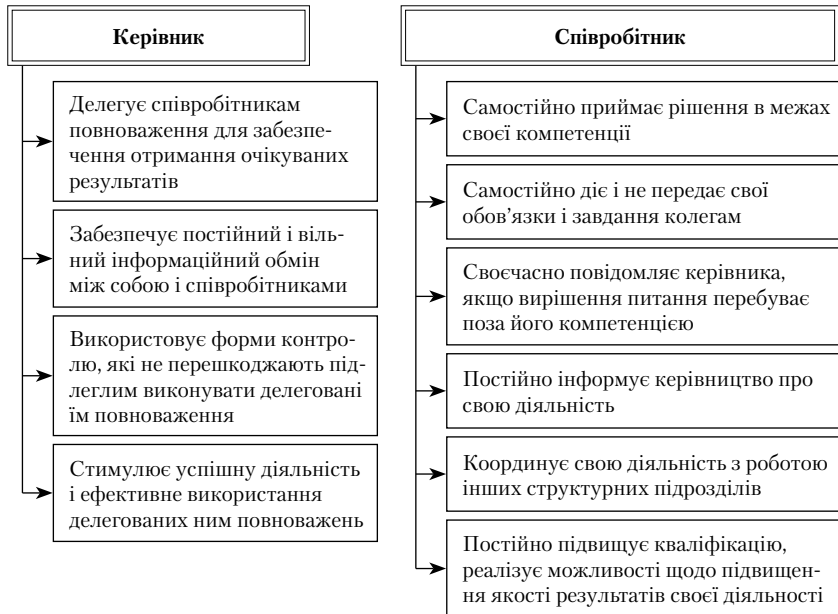 Керівник
Делегує співробітникам
повноваження для забезпе-
чення отримання очікуваних
результатів
Забезпечує постійний і віль-
ний інформаційний обмін
між собою і співробітниками
Використовує форми контро-
лю, які не перешкоджають під-
леглим виконувати делеговані
їм повноваження
Стимулює успішну діяльність
і ефективне використання
делегованих ним повноважень
Співробітник
Самостійно приймає рішення в межах
своєї компетенції
Самостійно діє і не передає свої
обов’язки і завдання колегам
Своєчасно повідомляє керівника,
якщо вирішення питання перебуває
поза його компетенцією
Постійно інформує керівництво про
свою діяльність
Координує свою діяльність з роботою
інших структурних підрозділів
Постійно підвищує кваліфікацію,
реалізує можливості щодо підвищен-
ня якості результатів своєї діяльності